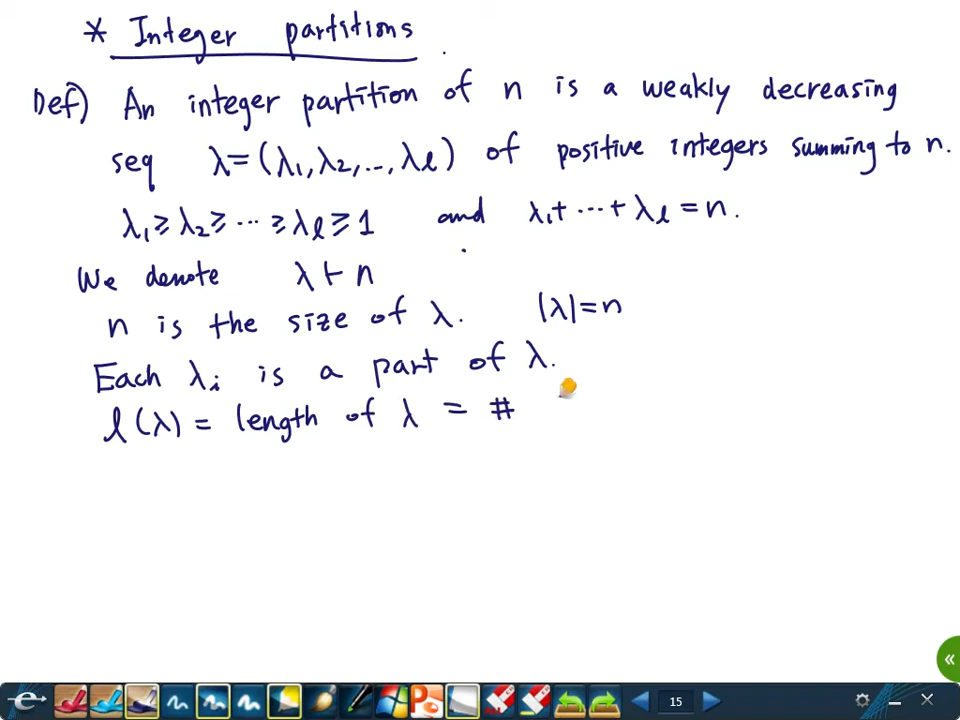 * Integer partitions
Def) An integer partition of n is a weakly decreasing
seq λ=(λ1, λ2, ..., λl) of positive integers summing to n.
λ1 ≥ λ2 ≥ ... ≥ λl ≥ 1 and λ1 + ... + λl = n.
We denote λ ⊢ n
n is the size of λ. |λ|=n
Each λi is a part of λ.
l(λ) = length of λ = #
15